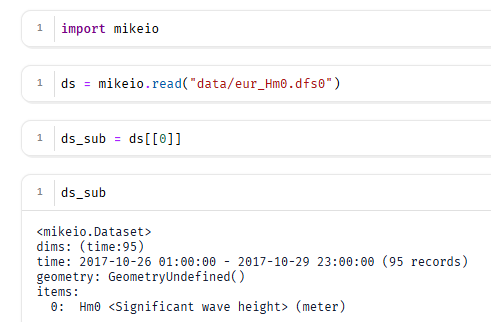 1 import mikeio
1 ds = mikeio.read("data/eur_Hm0.dfs0")
1 ds_sub = ds[[0]]
1 ds_sub
<mikeio.Dataset>
dims: (time:95)
time: 2017-10-26 01:00:00 - 2017-10-29 23:00:00 (95 records)
geometry: GeometryUndefined()
items:
  0:  Hm0 <Significant wave height> (meter)